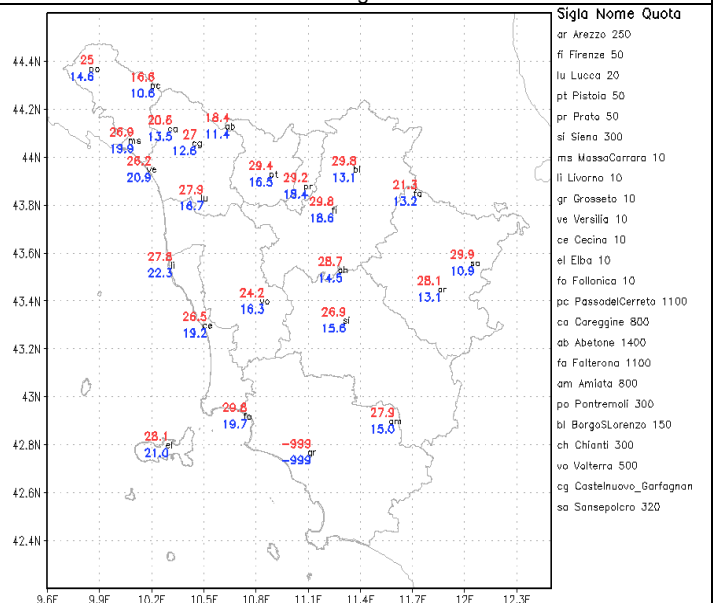 Sigla Nome Quota
ar Arezzo 250
fi Firenze 50
lu Lucca 20
pt Pistoia 50
pr Prato 50
si Siena 300
ms MassaCarrara 10
li Livorno 10
gr Grosseto 10
ve Versilia 10
ce Cecina 10
el Elba 10
fo Follonica 10
pc PassodelCerreto 1100
ca Careggine 800
ab Abetone 1400
fa Falterona 1100
am Amiata 800
po Pontremoli 300
bl BorgoSLorenzo 150
ch Chianti 300
vo Volterra 500
cg Castelnuovo_Garfagnan
sa Sansepolcro 320
44.4N
44.2N
44N
43.8N
43.6N
43.4N
43.2N
43N
42.8N
42.6N
42.4N
9.6E 9.9E 10.2E 10.5E 10.8E 11.1E 11.4E 11.7E 12E 12.3E
25
po
14.6
16.6
pc
10.6
20.6
ca
13.5
27
cg
12.6
18.4
ab
11.4
26.9
ms
19.9
26.2
ve
20.9
27.9
lu
29.4
pt
16.5
29.2
pr
18.4
29.8
bl
13.1
29.8
fi
18.6
21.3
fa
13.2
27.8
li
22.3
28.7
ch
14.5
29.9
sa
10.9
28.1
ar
13.1
24.2
vo
16.3
26.5
ce
19.2
26.9
si
15.6
29.8
fo
19.7
27.9
am
15.0
28.1
el
21.0
-999
gr
-999